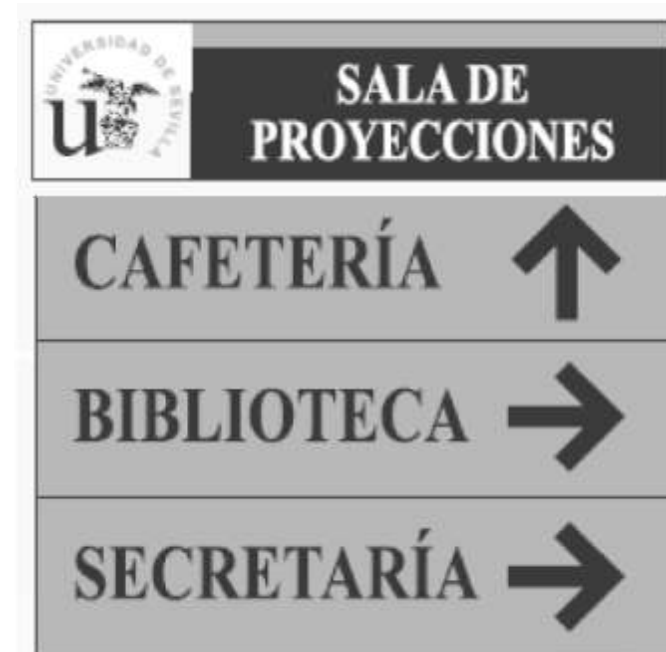 UNIVERSIDAD DE SEVILLA
U
SALA DE
PROYECCIONES
CAFETERÍA
BIBLIOTECA
SECRETARÍA